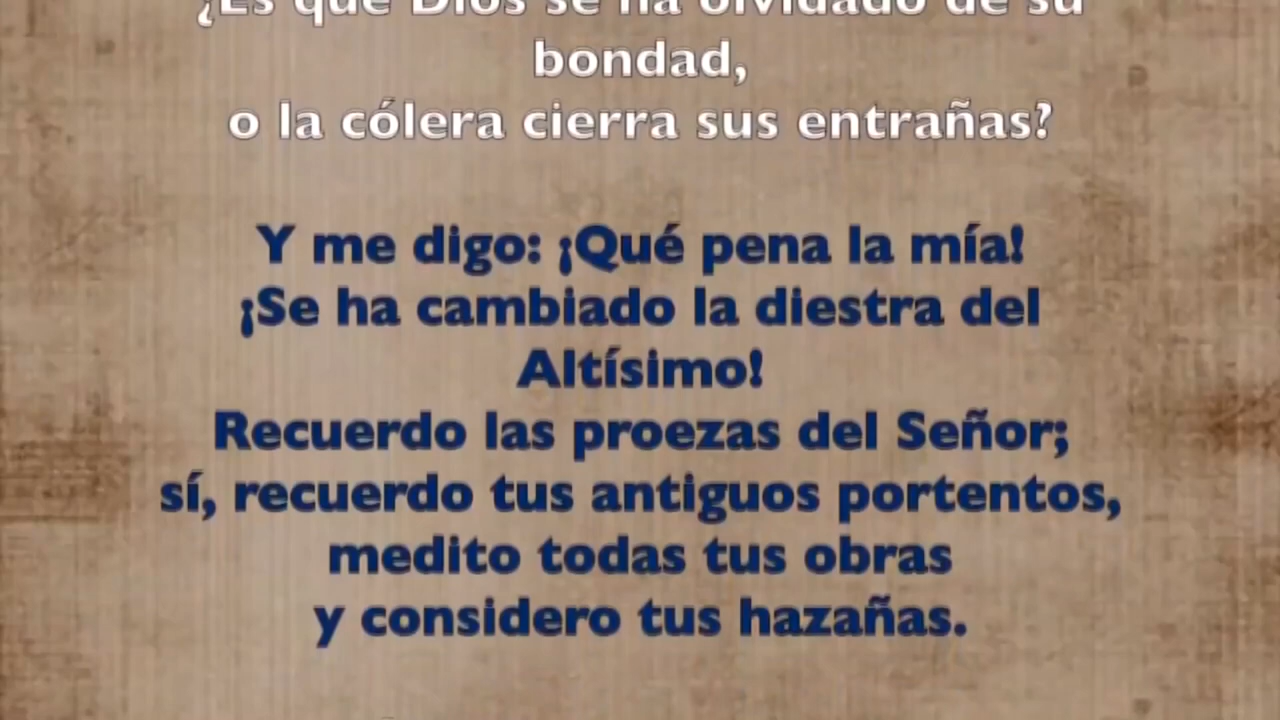 ¿Es que Dios se ha olvidado de su
bondad,
o la cólera cierra sus entrañas?
Y me digo: ¡Qué pena la mía!
¡Se ha cambiado la diestra del
Altísimo!
Recuerdo las proezas del Señor;
sí, recuerdo tus antiguos portentos,
medito todas tus obras
y considero tus hazañas.